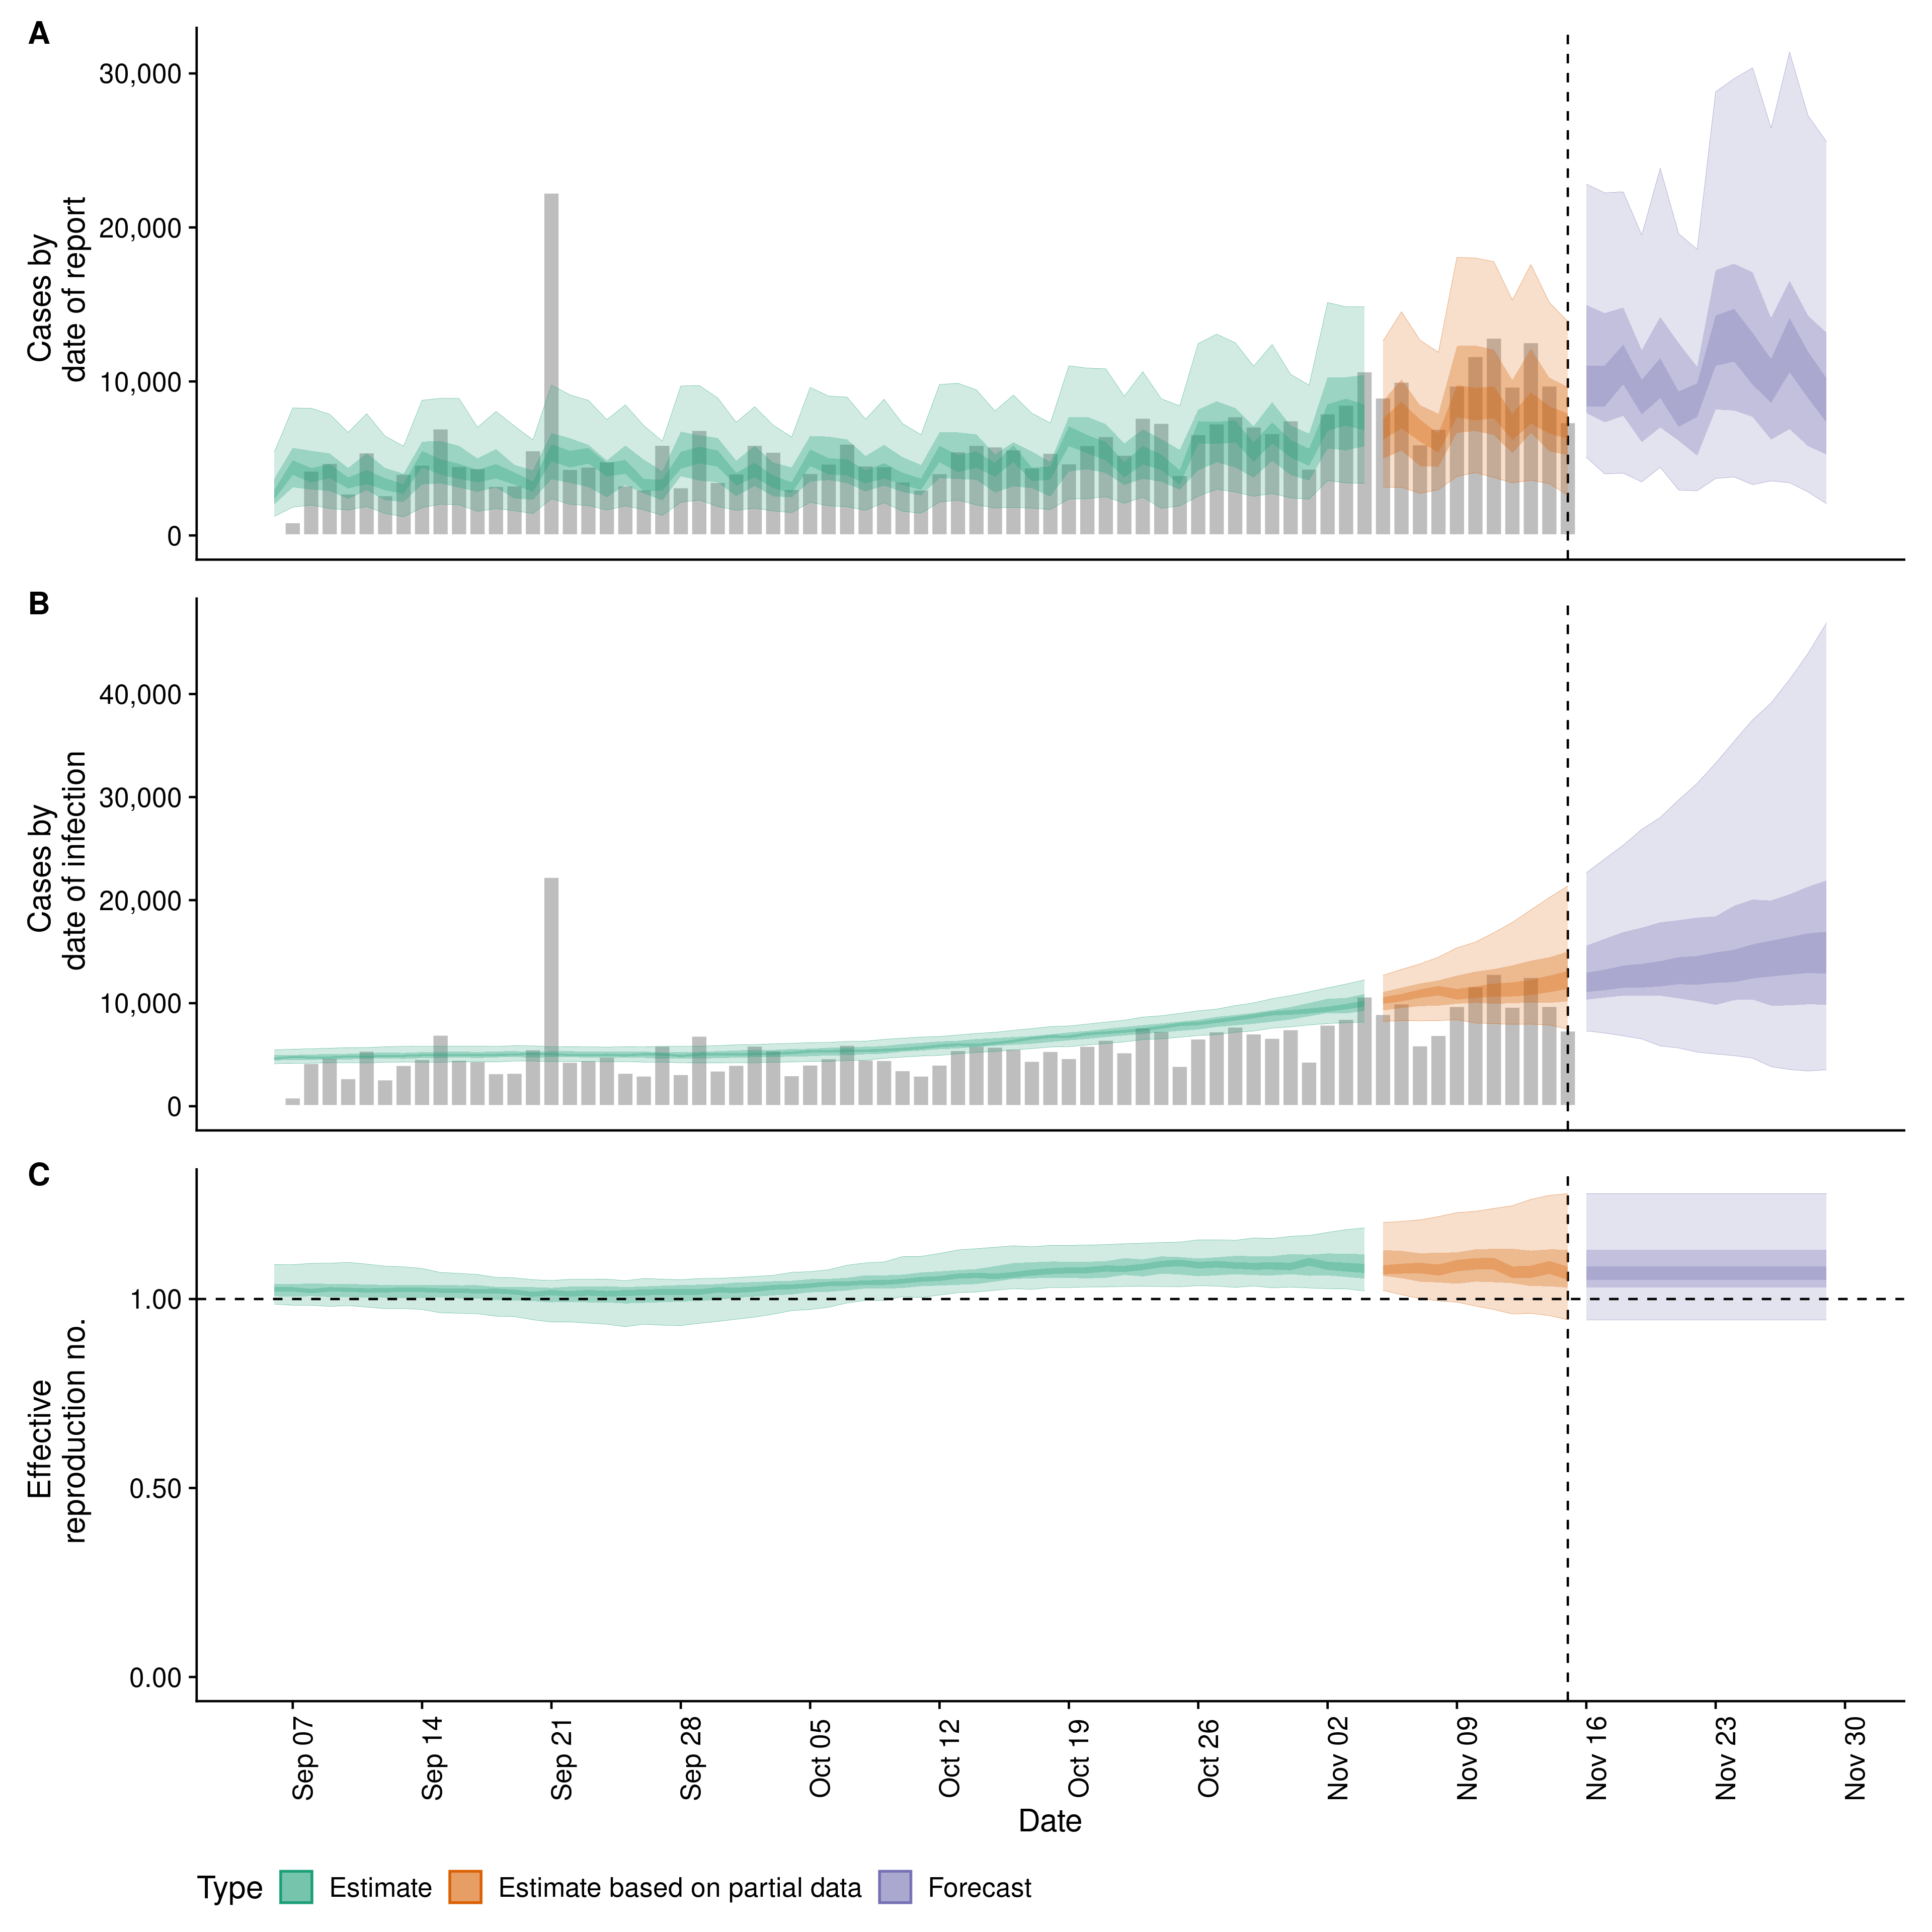 A
Cases by
date of report
30,000
20,000
10,000
0
B
Cases by
date of infection
40,000
30,000
20,000
10,000
0
C
Effective
reproduction no.
1.00
0.50
0.00
Sep 07
Sep 14
Sep 21
Sep 28
Oct 05
Oct 12
Oct 19
Oct 26
Nov 02
Nov 09
Nov 16
Nov 23
Nov 30
Date
Type Estimate Estimate based on partial data Forecast